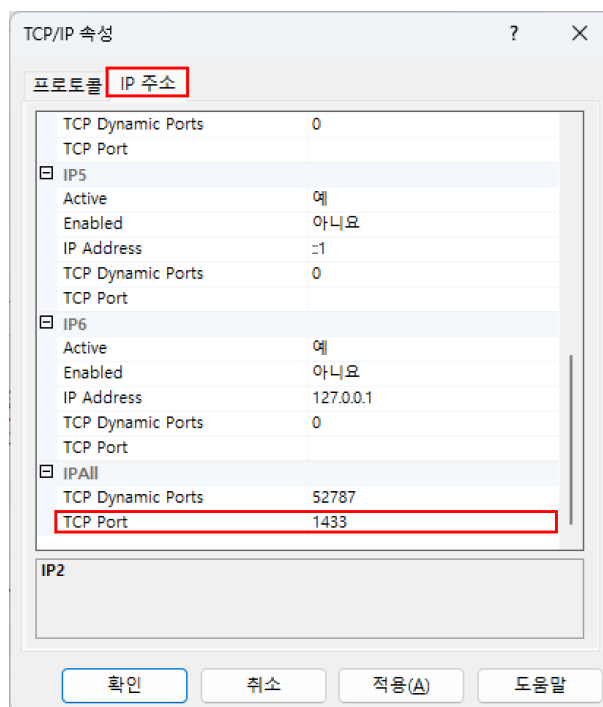 TCP/IP 속성 ?
프로토콜 IP 주소
TCP Dynamic Ports 0
TCP Port
IP5
Active 예
Enabled 아니요
IP Address ::1
TCP Dynamic Ports 0
TCP Port
IP6
Active 예
Enabled 아니요
IP Address 127.0.0.1
TCP Dynamic Ports 0
TCP Port
IPAll
TCP Dynamic Ports 52787
TCP Port 1433
IP2
확인 취소 적용(A) 도움말